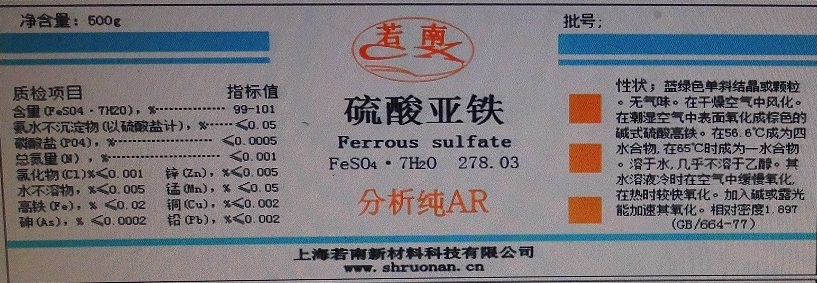 净含量：500g
批号；
若南
质检项目 指标值
含量(FeSO4·7H2O)，%·············· 99-101
氨水不沉淀物(以硫酸盐计)，%······≤0.05
磷酸盐(PO4)，%···················≤0.0005
总氮量(N)，%·····················≤0.001
氯化物(Cl)%≤0.001 锌(Zn)，%≤0.005
水不溶物，%≤0.005 锰(Mn)，%≤0.05
高铁(Fe)，%≤0.02 铜(Cu)，%≤0.002
砷(As)，%≤0.0002 铅(Pb)，%≤0.002
硫酸亚铁
Ferrous sulfate
FeSO4·7H2O 278.03
分析纯AR
性状；蓝绿色单斜结晶或颗粒
。无气味。在干燥空气中风化。
在潮湿空气中表面氧化成棕色的
碱式硫酸高铁。在56.6℃成为四
水合物,在65℃时成为一水合物
。溶于水,几乎不溶于乙醇。其
水溶液冷时在空气中缓慢氧化,
在热时较快氧化。加入碱或露光
能加速其氧化。相对密度1.897
(GB/664-77)
上海若南新材料科技有限公司
www.shruonan.cn